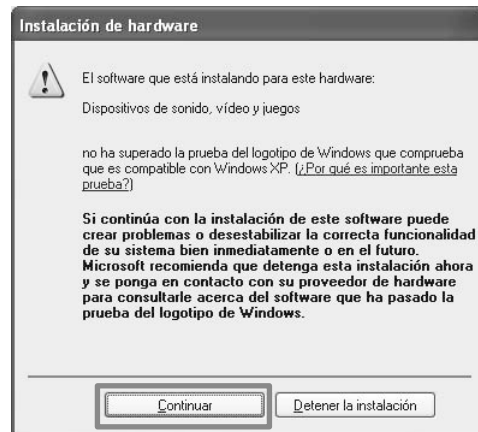 Instalación de hardware
El software que está instalando para este hardware:
Dispositivos de sonido, vídeo y juegos
no ha superado la prueba del logotipo de Windows que comprueba
que es compatible con Windows XP. (¿Por qué es importante esta
prueba?)
Si continúa con la instalación de este software puede
crear problemas o desestabilizar la correcta funcionalidad
de su sistema bien inmediatamente o en el futuro.
Microsoft recomienda que detenga esta instalación ahora
y se ponga en contacto con su proveedor de hardware
para consultarle acerca del software que ha pasado la
prueba del logotipo de Windows.
Continuar
Detener la instalación